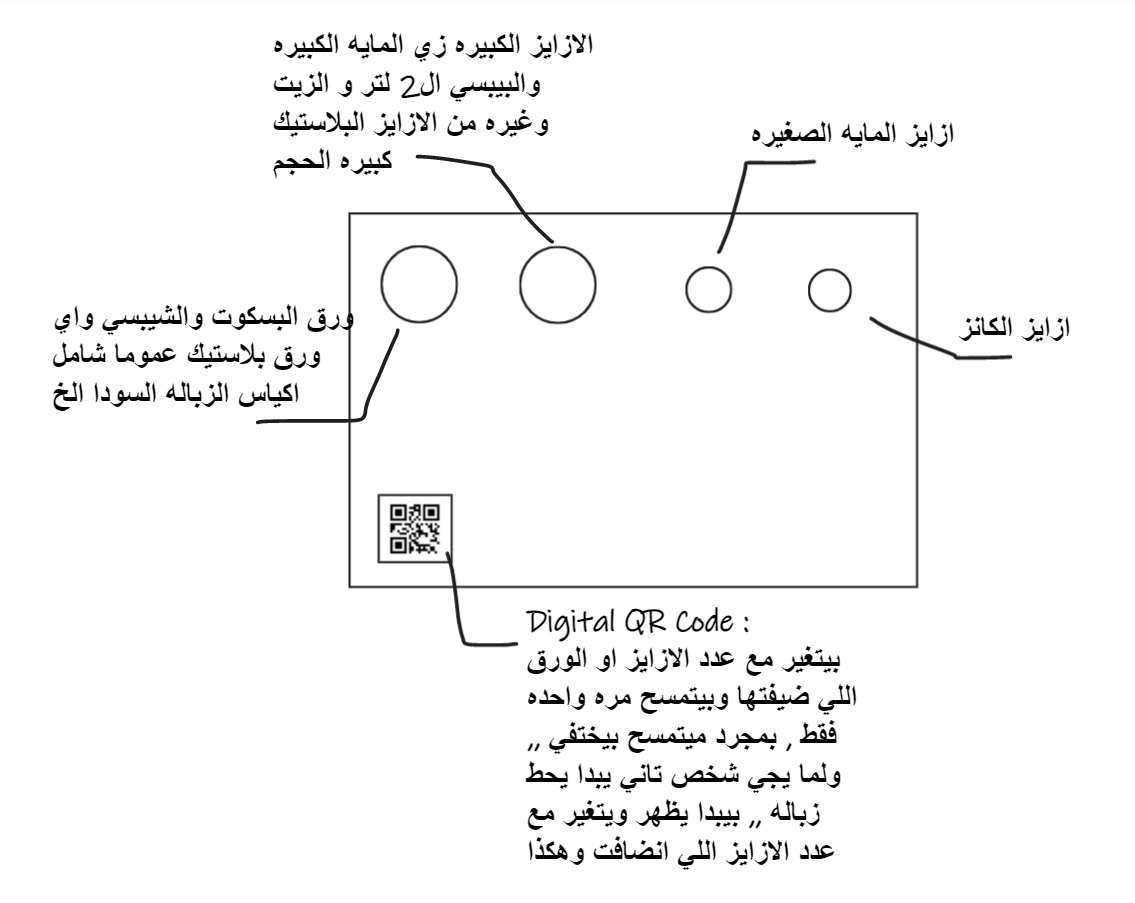 الازايز الكبيره زي المايه الكبيره
والبيبسي ال2 لتر و الزيت
وغيره من الازايز البلاستيك
كبيره الحجم
ازايز المايه الصغيره
ازايز الكانز
ورق البسكوت والشيبسي واي
ورق بلاستيك عموما شامل
اكياس الزباله السودا الخ
Digital QR Code :
بيتغير مع عدد الازايز او الورق
اللي ضيفتها وبيتمسح مره واحده
فقط , بمجرد ميتمسح بيختفي ,,
ولما يجي شخص تاني يبدا يحط
زباله ,, بيبدا يظهر ويتغير مع
عدد الازايز اللي انضافت وهكذا